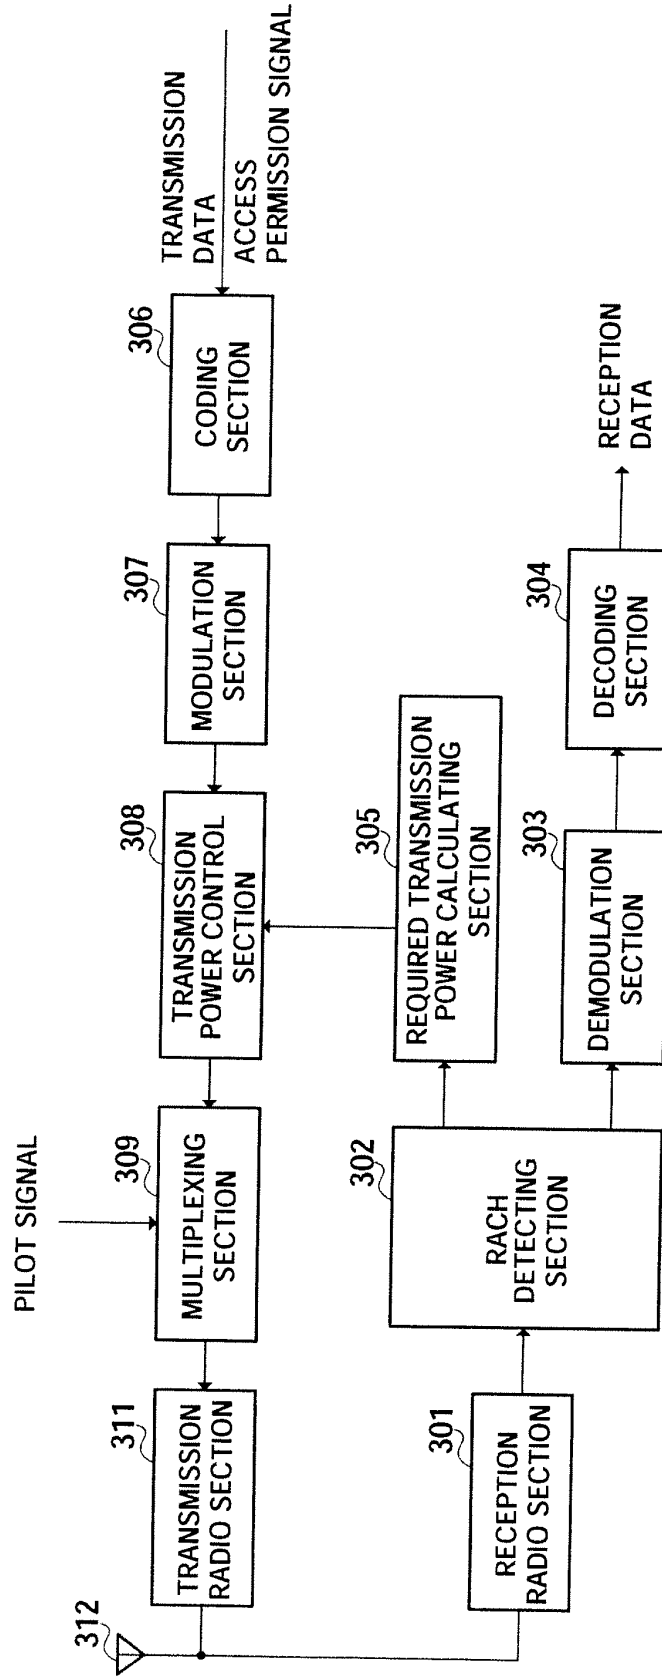 PILOT SIGNAL
312
311
TRANSMISSION
RADIO SECTION
309
MULTIPLEXING
SECTION
308
TRANSMISSION
POWER CONTROL
SECTION
307
MODULATION
SECTION
306
CODING
SECTION
TRANSMISSION
DATA
ACCESS
PERMISSION SIGNAL
301
RECEPTION
RADIO SECTION
302
RACH
DETECTING
SECTION
305
REQUIRED TRANSMISSION
POWER CALCULATING
SECTION
303
DEMODULATION
SECTION
304
DECODING
SECTION
RECEPTION
DATA